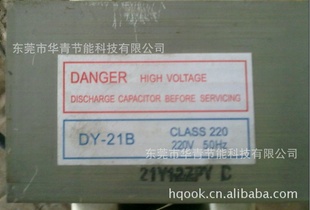 东莞市华青节能科技有限公司
DANGER HIGH VOLTAGE
DISCHARGE CAPACITOR BEFORE SERVICING
DY-21B CLASS 220
220V 50Hz
东莞市华青节能科技有限公司
hqook.com